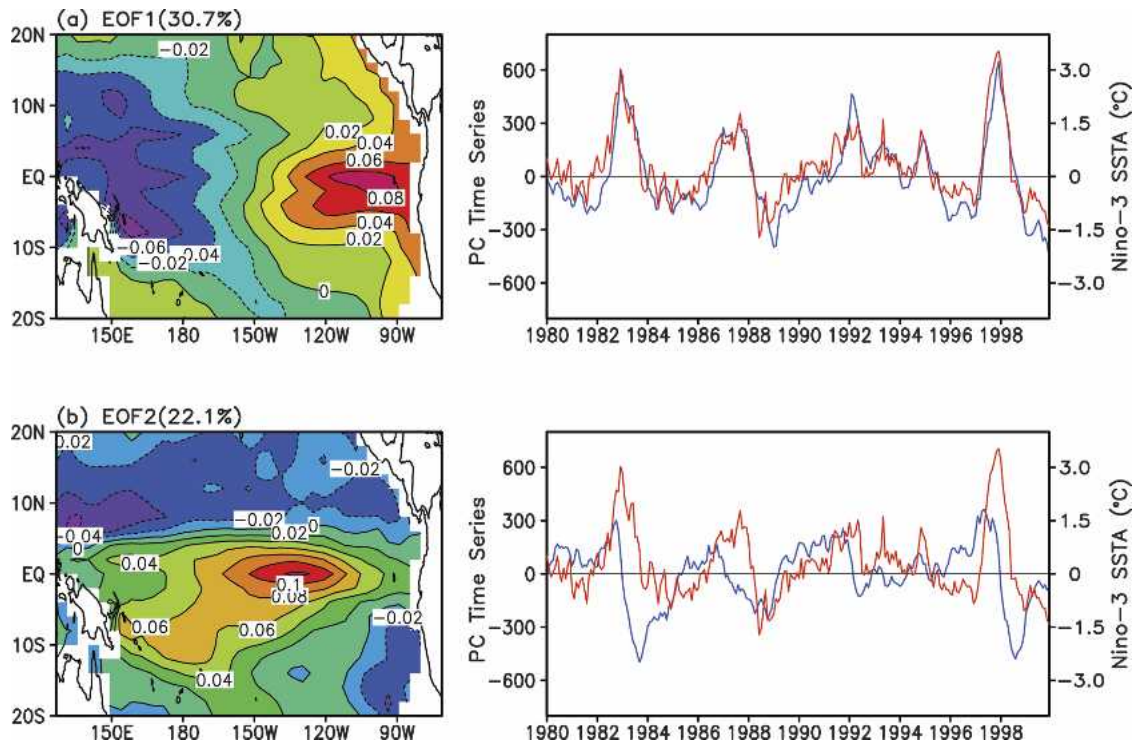 (a) EOF1(30.7%)
20N
10N
EQ
10S
20S
150E 180 150W 120W 90W
−0.02
0.02
0.04
0.06
0.08
0.04
0.02
−0.06
0.04
−0.02
0
PC Time Series
600
300
0
−300
−600
3.0
1.5
0
−1.5
−3.0
Nino−3 SSTA (°C)
1980 1982 1984 1986 1988 1990 1992 1994 1996 1998
(b) EOF2(22.1%)
20N
10N
EQ
10S
20S
150E 180 150W 120W 90W
0.02
−0.02
−0.04
−0.02
0
0
0.02
0.04
0.1
0.08
−0.02
0.06
0.06
0.04
PC Time Series
600
300
0
−300
−600
3.0
1.5
0
−1.5
−3.0
Nino−3 SSTA (°C)
1980 1982 1984 1986 1988 1990 1992 1994 1996 1998